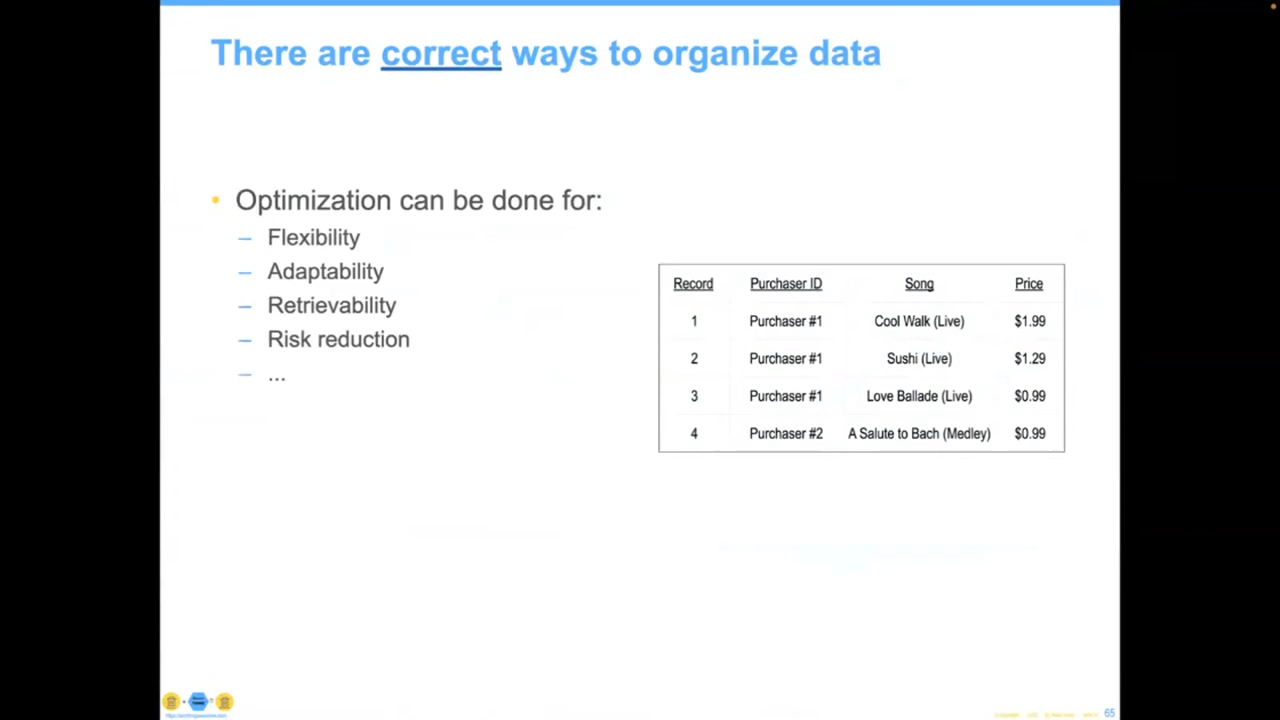 There are correct ways to organize data
• Optimization can be done for:
– Flexibility
– Adaptability
– Retrievability
– Risk reduction
– ...
Record Purchaser ID Song Price
1 Purchaser #1 Cool Walk (Live) $1.99
2 Purchaser #1 Sushi (Live) $1.29
3 Purchaser #1 Love Ballade (Live) $0.99
4 Purchaser #2 A Salute to Bach (Medley) $0.99
65